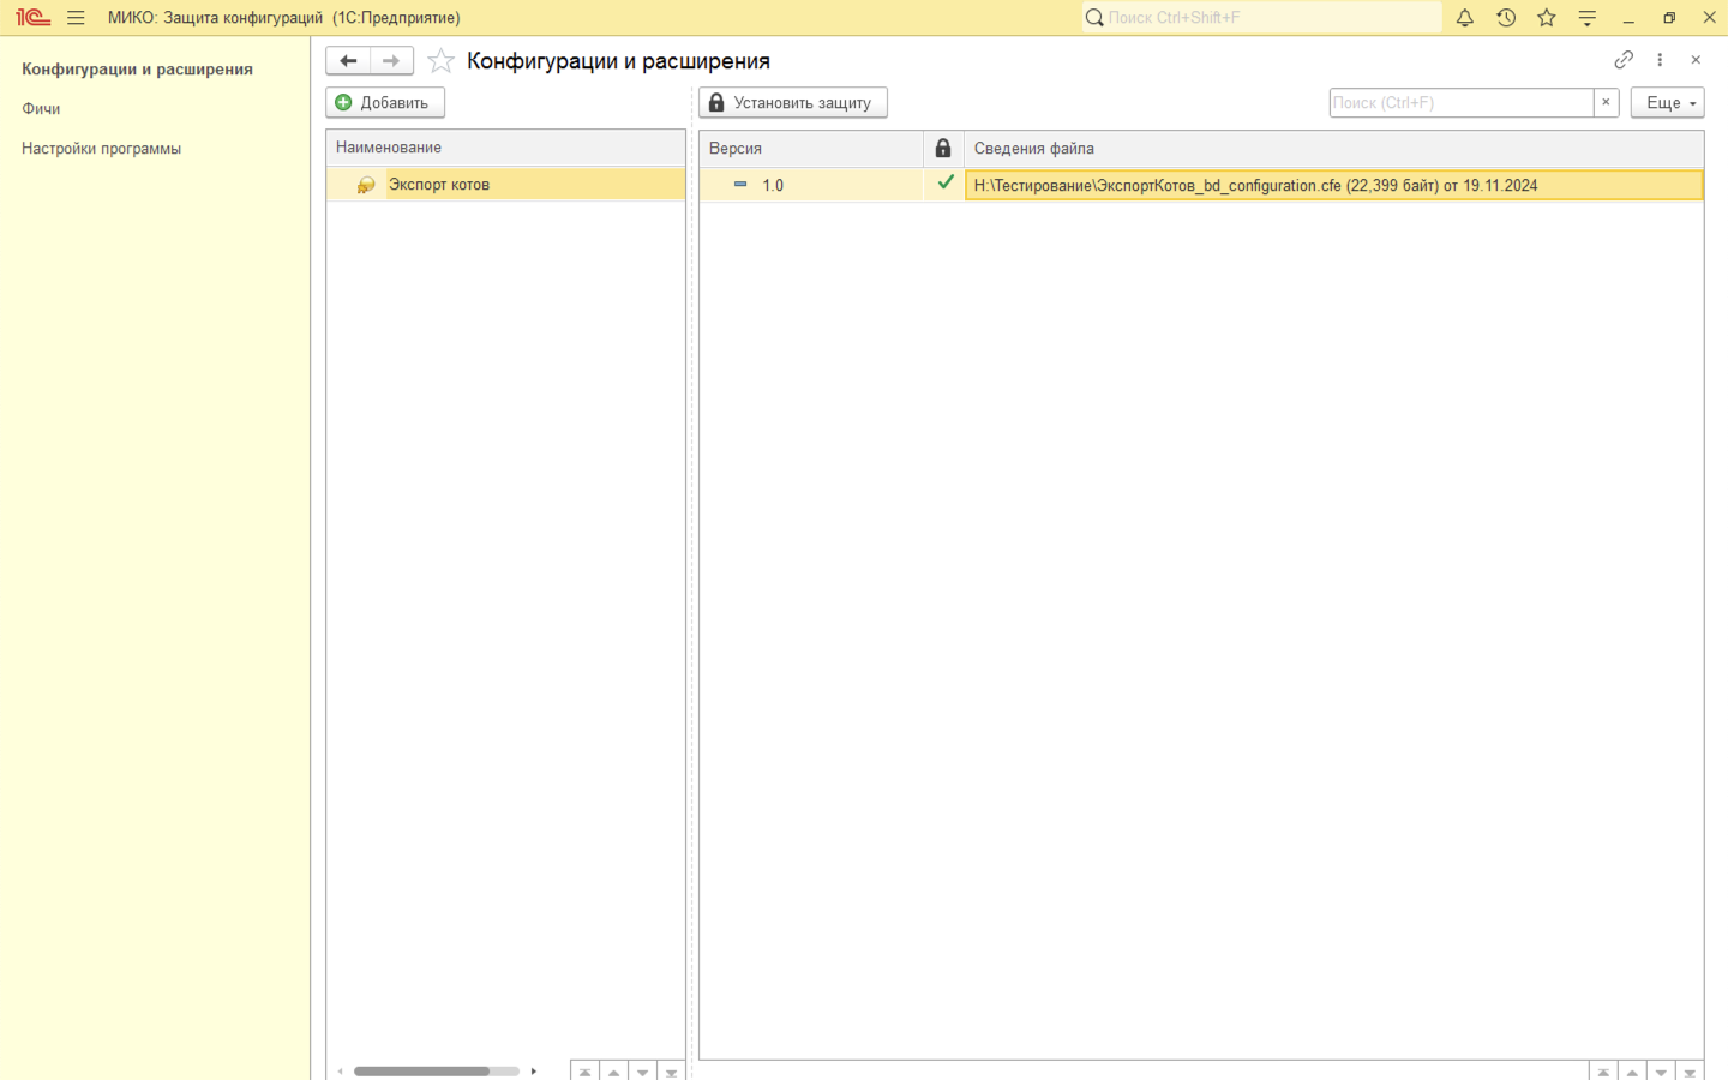 1С МИКО: Защита конфигураций (1С:Предприятие) Поиск Ctrl+Shift+F
Конфигурации и расширения
Фичи
Настройки программы
Конфигурации и расширения
Добавить
Установить защиту Поиск (Ctrl+F) × Еще
Наименование
Экспорт котов
Версия Сведения файла
1.0 H:\Тестирование\ЭкспортКотов_bd_configuration.cfe (22,399 байт) от 19.11.2024